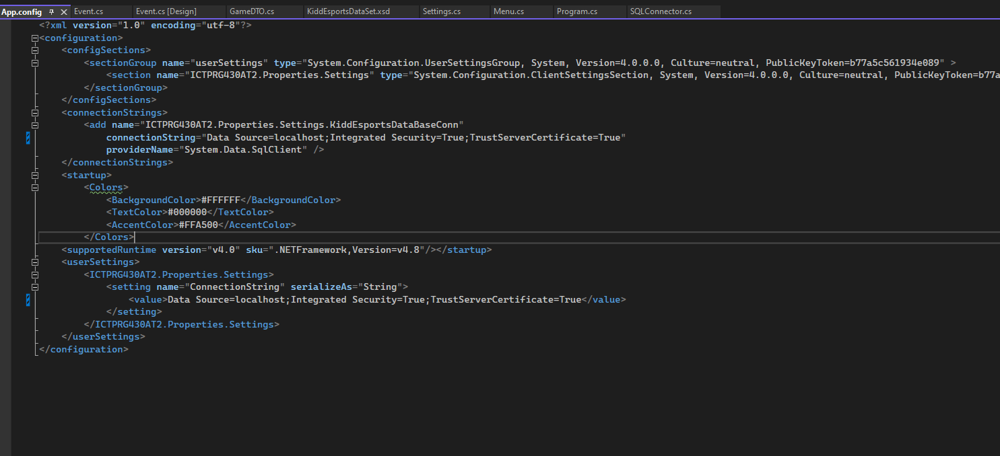 App.config Event.cs Event.cs [Design] GameDTO.cs KiddEsportsDataSet.xsd Settings.cs Menu.cs Program.cs SQLConnector.cs
<?xml version="1.0" encoding="utf-8"?>
<configuration>
<configSections>
<sectionGroup name="userSettings" type="System.Configuration.UserSettingsGroup, System, Version=4.0.0.0, Culture=neutral, PublicKeyToken=b77a5c561934e089" >
<section name="ICTPRG430AT2.Properties.Settings" type="System.Configuration.ClientSettingsSection, System, Version=4.0.0.0, Culture=neutral, PublicKeyToken=b77a
</sectionGroup>
</configSections>
<connectionStrings>
<add name="ICTPRG430AT2.Properties.Settings.KiddEsportsDataBaseConn"
connectionString="Data Source=localhost;Integrated Security=True;TrustServerCertificate=True"
providerName="System.Data.SqlClient" />
</connectionStrings>
<startup>
<Colors>
<BackgroundColor>#FFFFFF</BackgroundColor>
<TextColor>#000000</TextColor>
<AccentColor>#FFA500</AccentColor>
</Colors>
<supportedRuntime version="v4.0" sku=".NETFramework,Version=v4.8"/></startup>
<userSettings>
<ICTPRG430AT2.Properties.Settings>
<setting name="ConnectionString" serializeAs="String">
<value>Data Source=localhost;Integrated Security=True;TrustServerCertificate=True</value>
</setting>
</ICTPRG430AT2.Properties.Settings>
</userSettings>
</configuration>